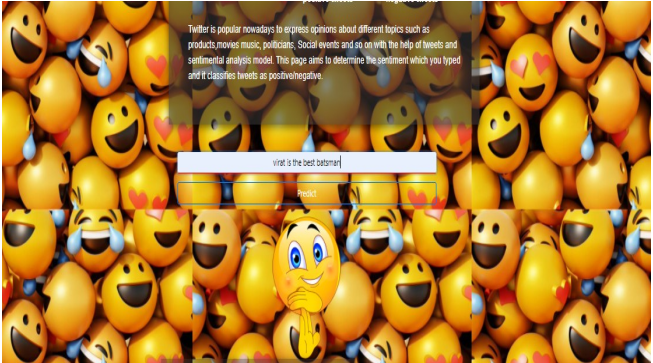 Twitter is popular nowadays to express opinions about different topics such as
products,movies music, politicians, Social events and so on with the help of tweets and
sentimental analysis model. This page aims to determine the sentiment which you typed
and it classifies tweets as positive/negative.
virat is the best batsman
Predict